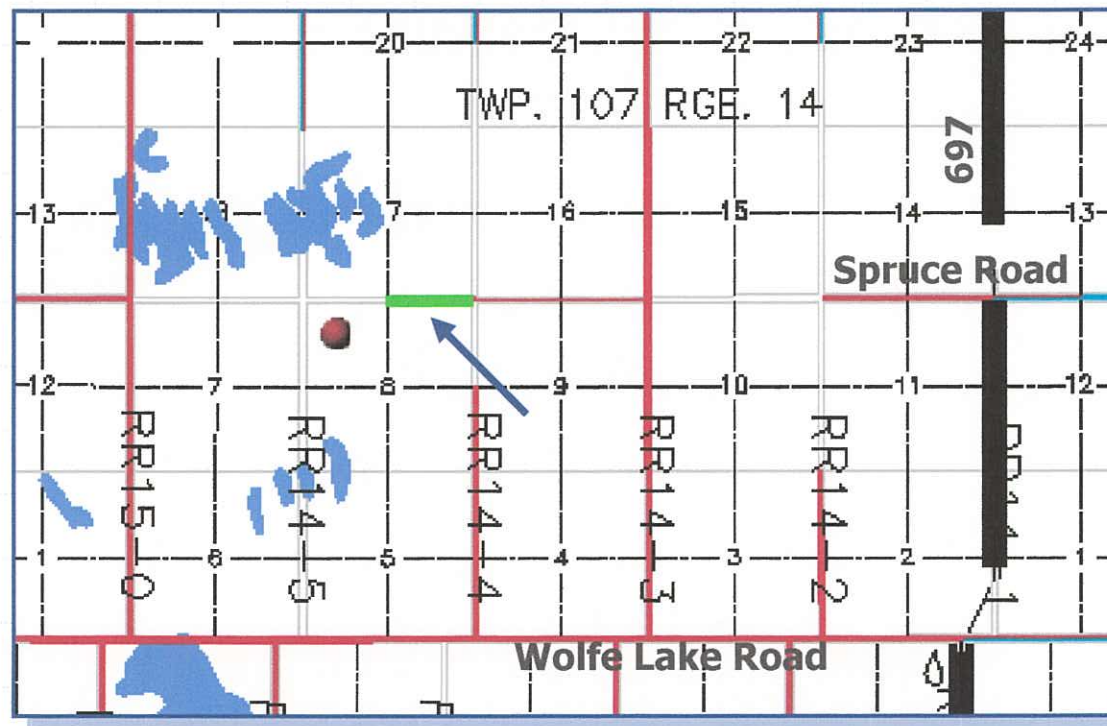 20 21 22 23 24
TWP. 107 RGE. 14
697
13 7 16 15 14 13
Spruce Road
12 7 8 9 10 11 12
RR15-0
RR14-5
RR14-4
RR14-3
RR14-2
1 6 5 4 3 2 1
Wolfe Lake Road